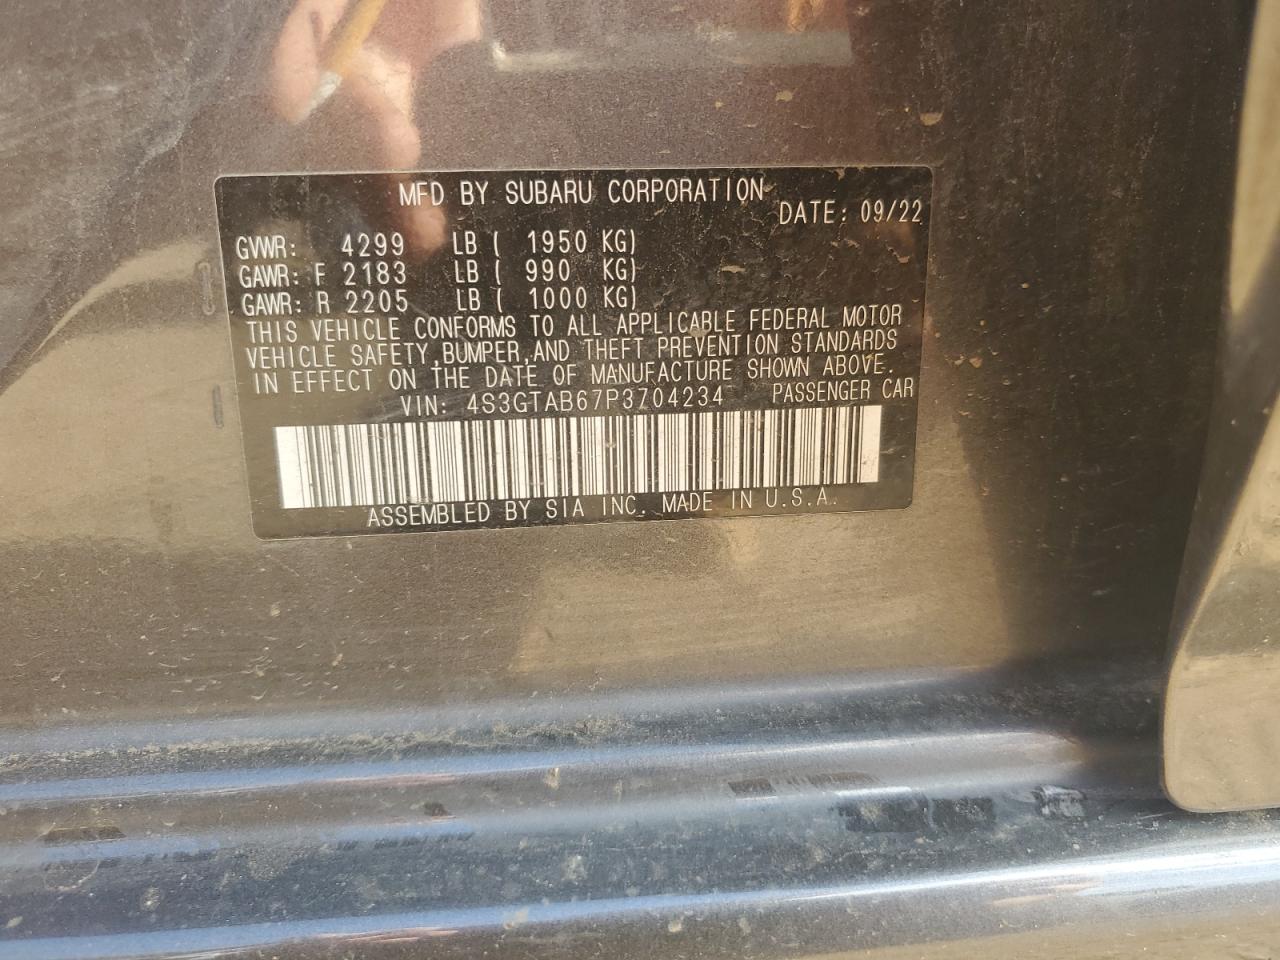 MFD BY SUBARU CORPORATION
DATE: 09/22
GVWR: 4299 LB ( 1950 KG)
GAWR: F 2183 LB ( 990 KG)
GAWR: R 2205 LB ( 1000 KG)
THIS VEHICLE CONFORMS TO ALL APPLICABLE FEDERAL MOTOR
VEHICLE SAFETY,BUMPER,AND THEFT PREVENTION STANDARDS
IN EFFECT ON THE DATE OF MANUFACTURE SHOWN ABOVE.
VIN: 4S3GTAB67P3704234 PASSENGER CAR
ASSEMBLED BY SIA INC. MADE IN U.S.A.